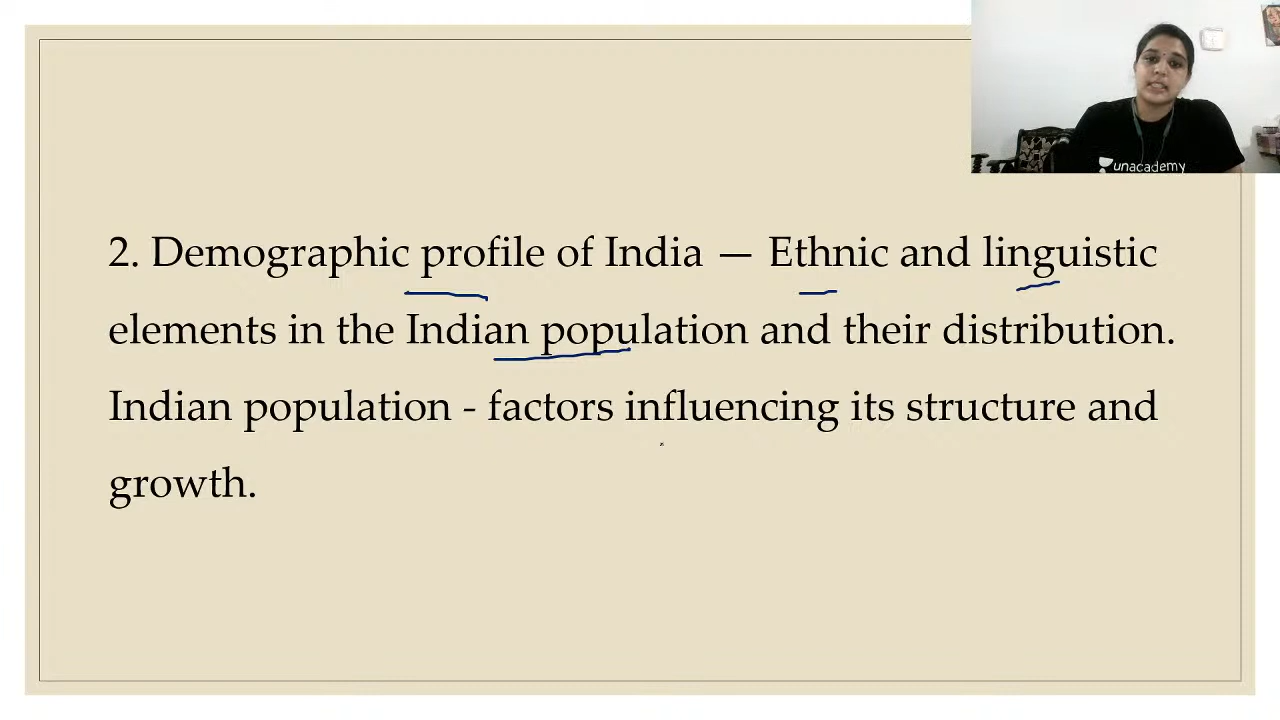 unacademy
2. Demographic profile of India — Ethnic and linguistic
elements in the Indian population and their distribution.
Indian population - factors influencing its structure and
growth.